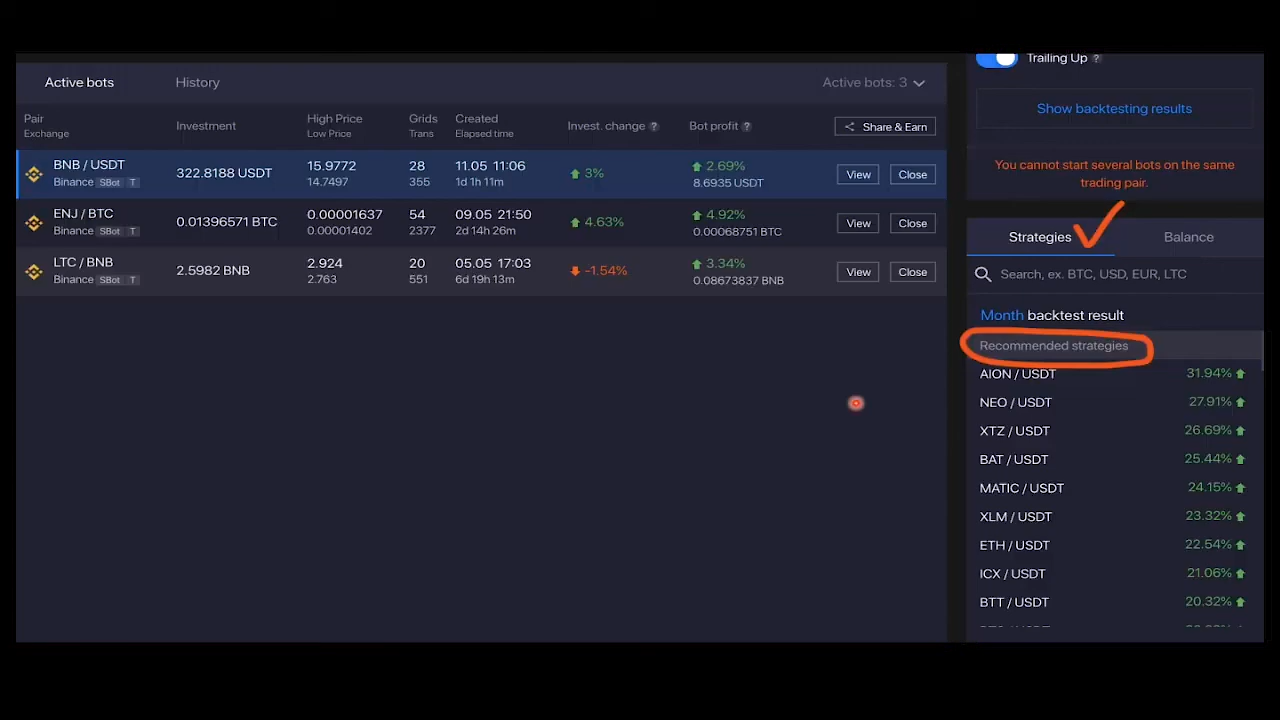 Trailing Up ?
Active bots History Active bots: 3
Show backtesting results
Pair Investment High Price Grids Created Invest. change ? Bot profit ? Share & Earn
Exchange Low Price Trans Elapsed time
You cannot start several bots on the same
trading pair.
BNB / USDT 322.8188 USDT 15.9772 28 11.05 11:06 3% 2.69% View Close
Binance SBot T 14.7497 355 1d 1h 11m 8.6935 USDT
ENJ / BTC 0.01396571 BTC 0.00001637 54 09.05 21:50 4.63% 4.92% View Close
Binance SBot T 0.00001402 2377 2d 14h 26m 0.00068751 BTC
LTC / BNB 2.5982 BNB 2.924 20 05.05 17:03 -1.54% 3.34% View Close
Binance SBot T 2.763 551 6d 19h 13m 0.08673837 BNB
Strategies Balance
Search, ex. BTC, USD, EUR, LTC
Month backtest result
Recommended strategies
AION / USDT 31.94%
NEO / USDT 27.91%
XTZ / USDT 26.69%
BAT / USDT 25.44%
MATIC / USDT 24.15%
XLM / USDT 23.32%
ETH / USDT 22.54%
ICX / USDT 21.06%
BTT / USDT 20.32%